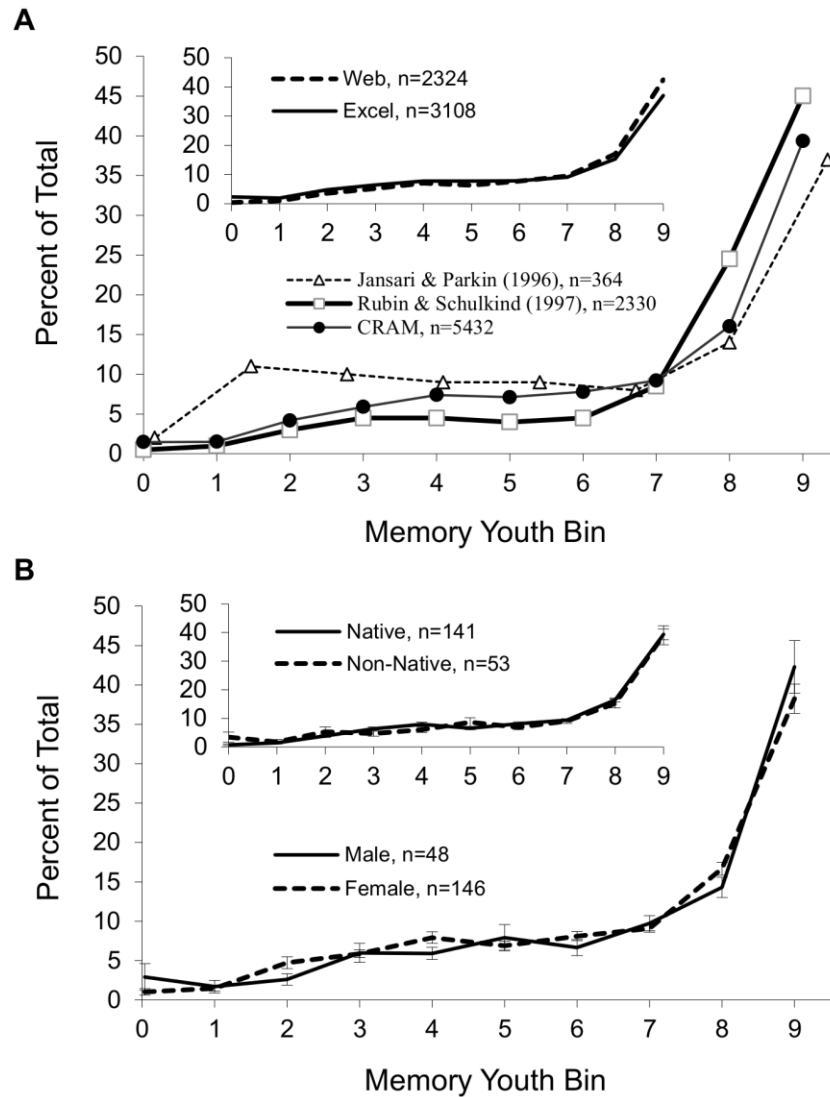 A
50
45
40
35
30
25
20
15
10
5
0
Percent of Total
50
40
30
20
10
0
Web, n=2324
Excel, n=3108
0 1 2 3 4 5 6 7 8 9
Jansari & Parkin (1996), n=364
Rubin & Schulkind (1997), n=2330
CRAM, n=5432
0 1 2 3 4 5 6 7 8 9
Memory Youth Bin
B
50
45
40
35
30
25
20
15
10
5
0
Percent of Total
50
40
30
20
10
0
Native, n=141
Non-Native, n=53
0 1 2 3 4 5 6 7 8 9
Male, n=48
Female, n=146
0 1 2 3 4 5 6 7 8 9
Memory Youth Bin